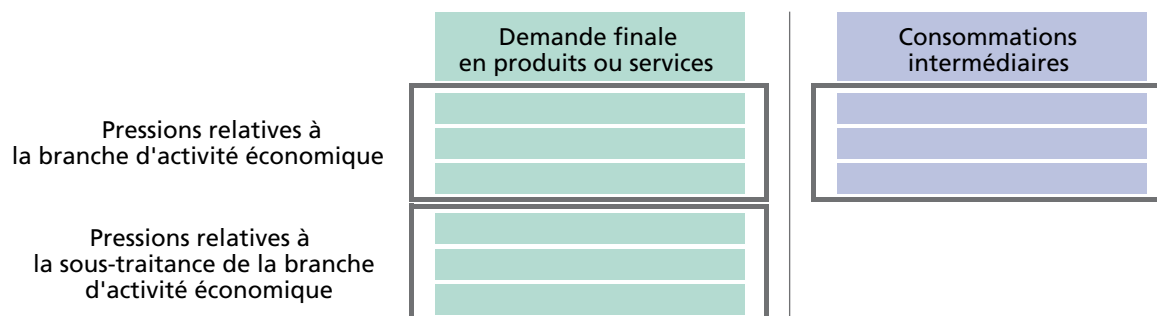 Demande finale
en produits ou services
Consommations
intermédiaires
Pressions relatives à
la branche d'activité économique
Pressions relatives à
la sous-traitance de la branche
d'activité économique